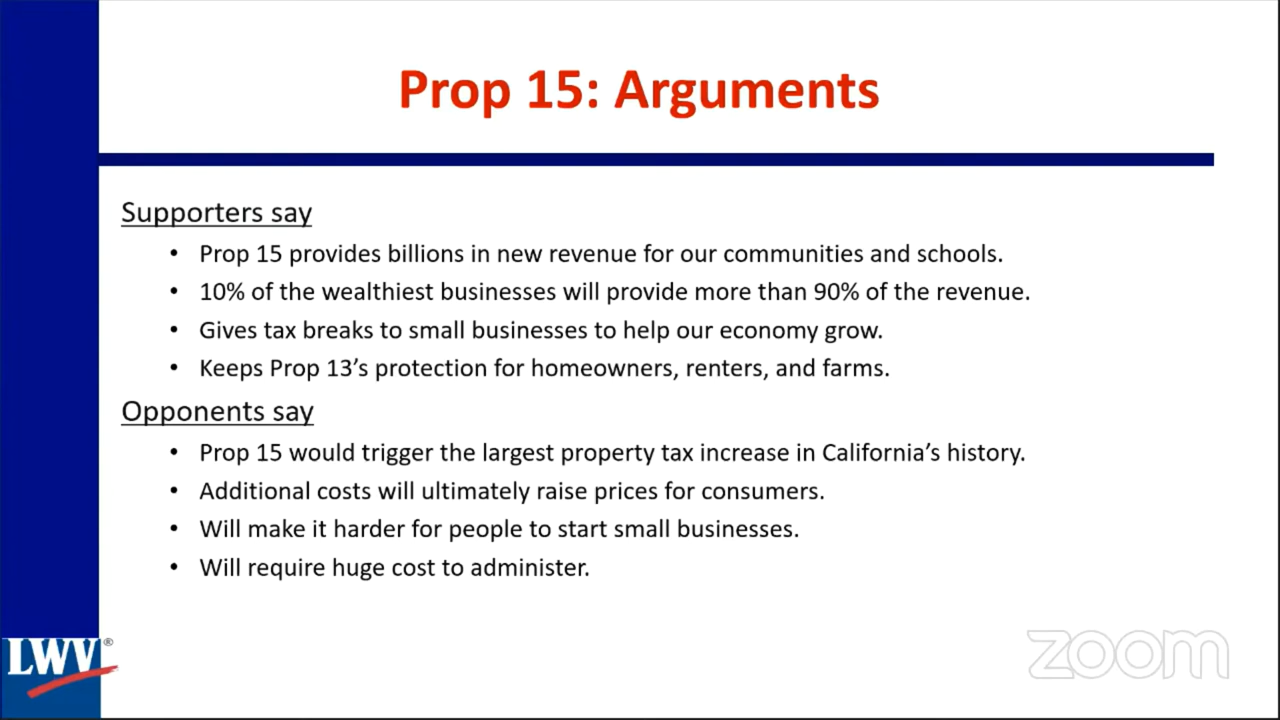 Prop 15: Arguments
Supporters say
• Prop 15 provides billions in new revenue for our communities and schools.
• 10% of the wealthiest businesses will provide more than 90% of the revenue.
• Gives tax breaks to small businesses to help our economy grow.
• Keeps Prop 13’s protection for homeowners, renters, and farms.
Opponents say
• Prop 15 would trigger the largest property tax increase in California’s history.
• Additional costs will ultimately raise prices for consumers.
• Will make it harder for people to start small businesses.
• Will require huge cost to administer.
LWV®
zoom